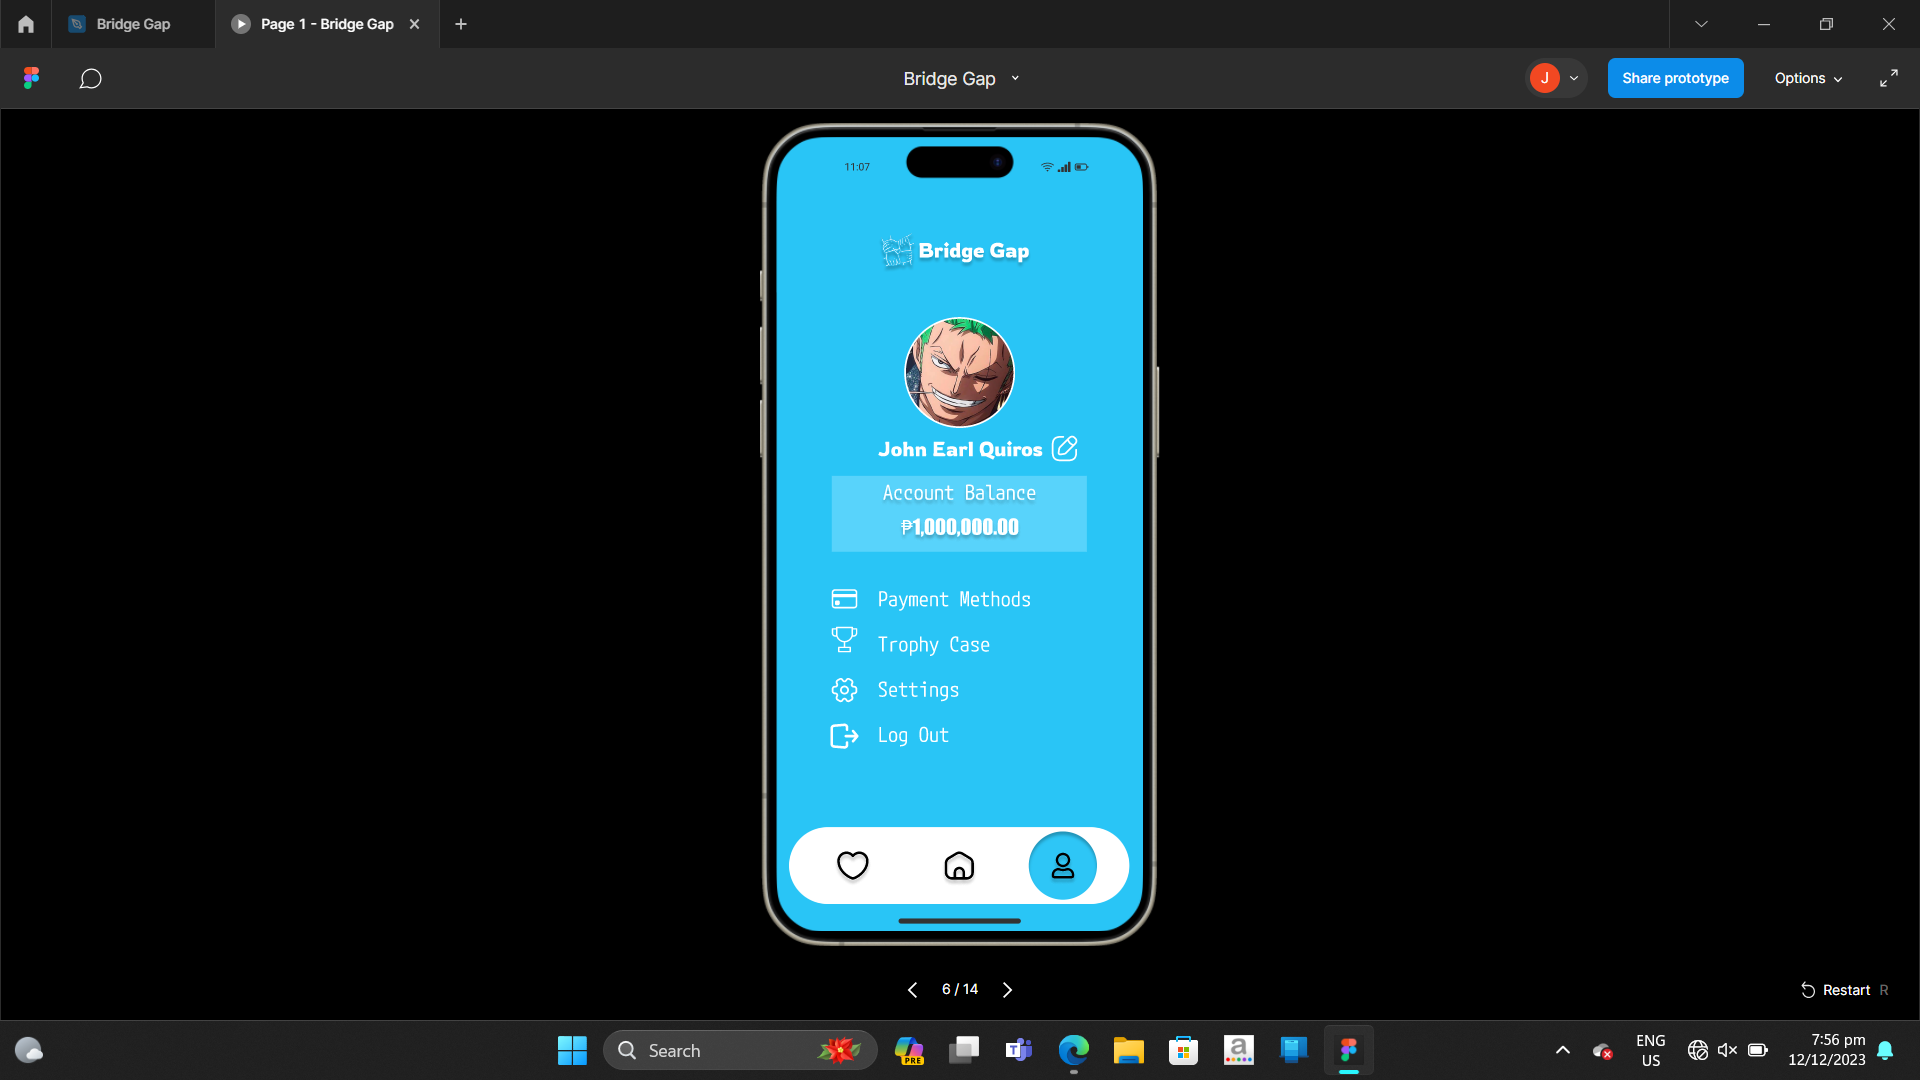 Bridge Gap
Page 1 - Bridge Gap
Bridge Gap
J
Share prototype
Options
11:07
Bridge Gap
John Earl Quiros
Account Balance
₱1,000,000.00
Payment Methods
Trophy Case
Settings
Log Out
6 / 14
Restart R
Search
PRE
T
a
ENG
US
7:56 pm
12/12/2023